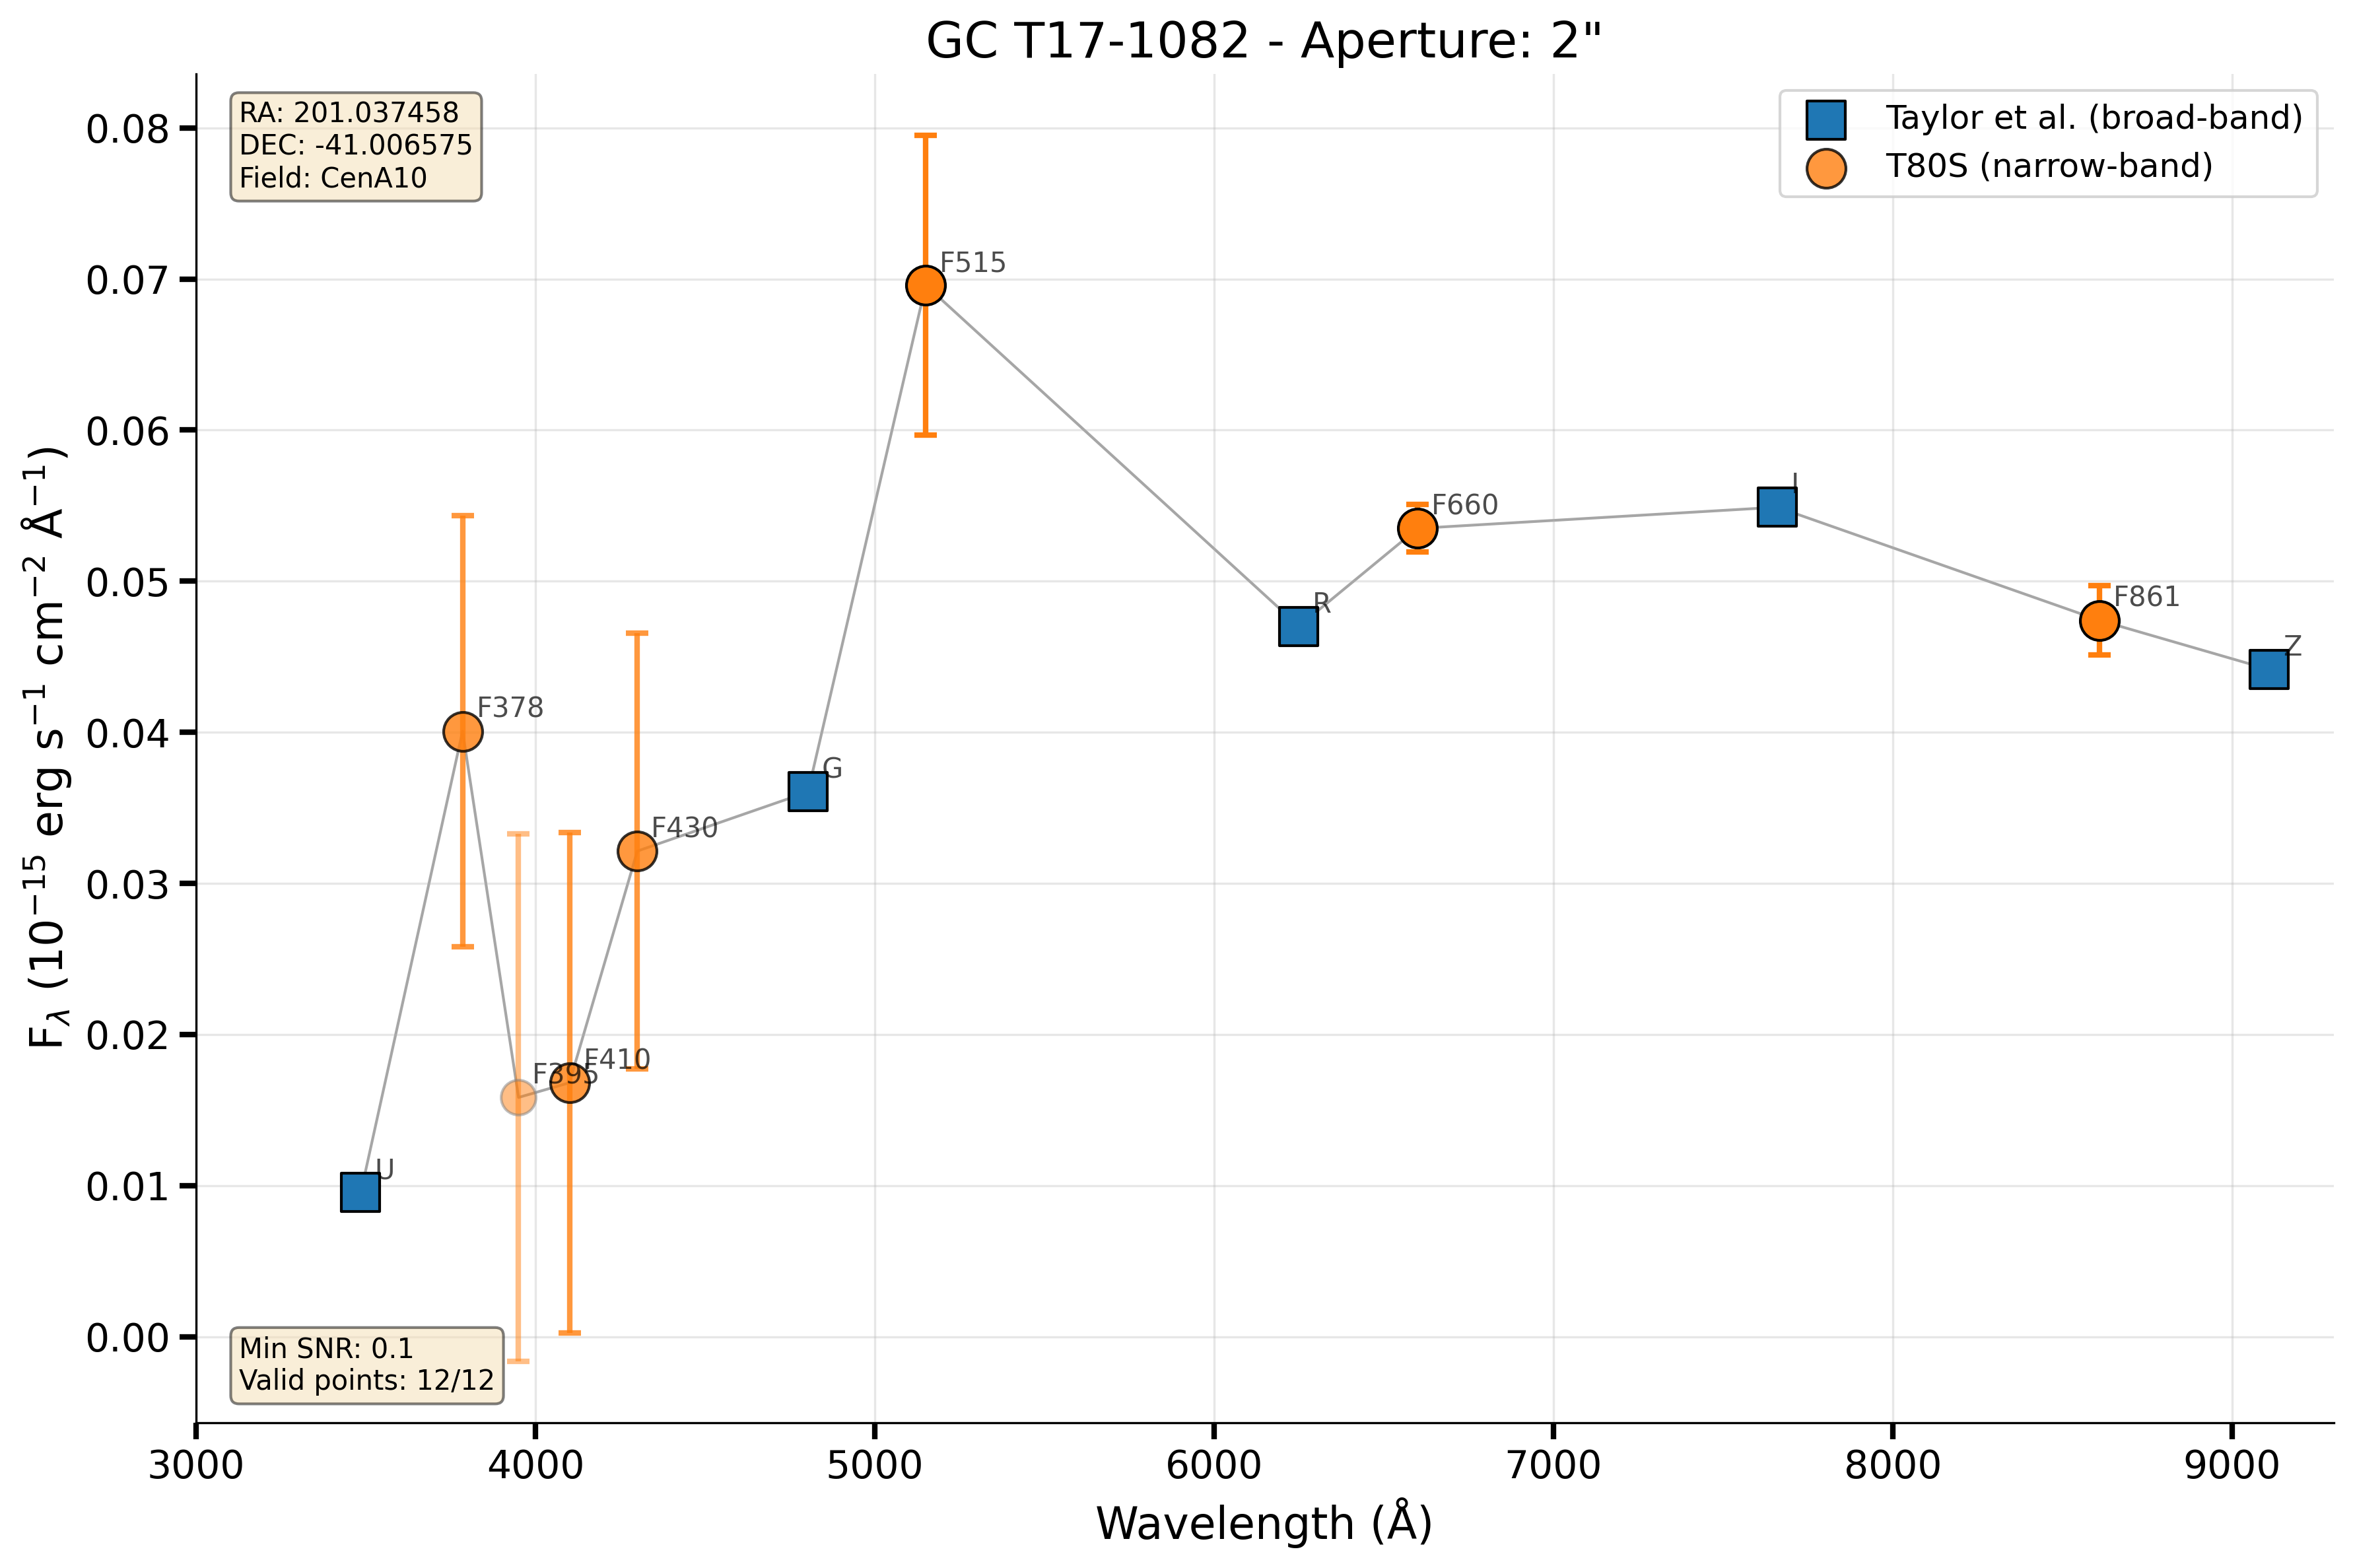 GC T17-1082 - Aperture: 2"
RA: 201.037458
DEC: -41.006575
Field: CenA10
Taylor et al. (broad-band)
T80S (narrow-band)
0.08
0.07
0.06
0.05
0.04
0.03
0.02
0.01
0.00
F_λ (10⁻¹⁵ erg s⁻¹ cm⁻² Å⁻¹)
F515
I
F660
R
F861
Z
F378
G
F430
F410
F395
U
Min SNR: 0.1
Valid points: 12/12
3000 4000 5000 6000 7000 8000 9000
Wavelength (Å)